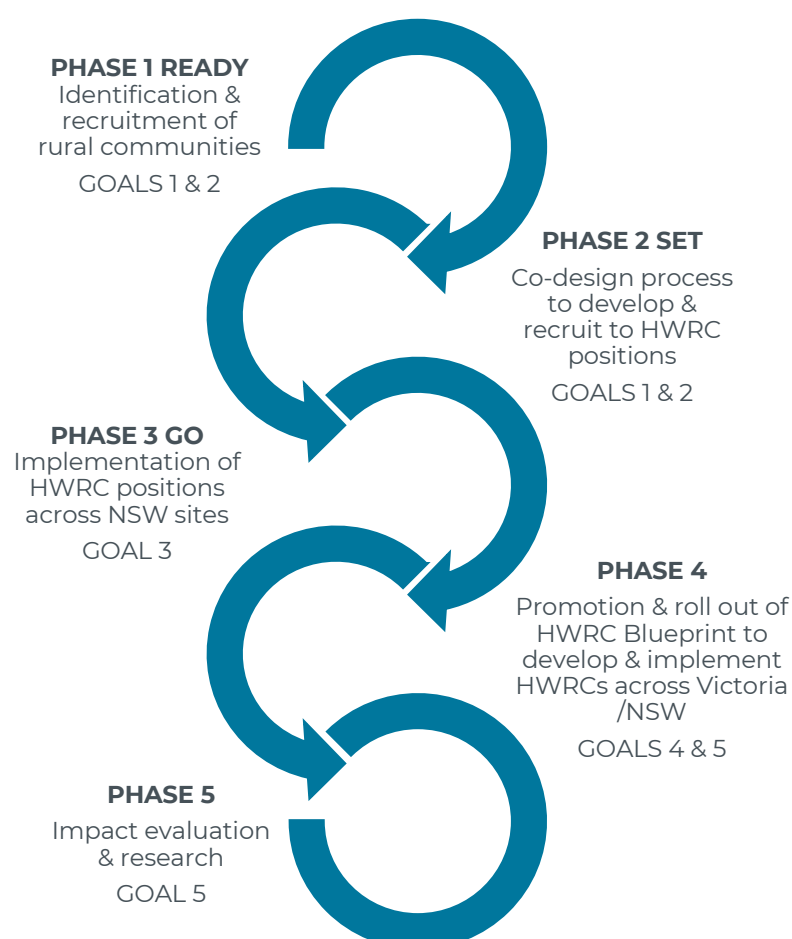 PHASE 1 READY
Identification &
recruitment of
rural communities
GOALS 1 & 2
PHASE 2 SET
Co-design process
to develop &
recruit to HWRC
positions
GOALS 1 & 2
PHASE 3 GO
Implementation of
HWRC positions
across NSW sites
GOAL 3
PHASE 4
Promotion & roll out of
HWRC Blueprint to
develop & implement
HWRCs across Victoria
/NSW
GOALS 4 & 5
PHASE 5
Impact evaluation
& research
GOAL 5